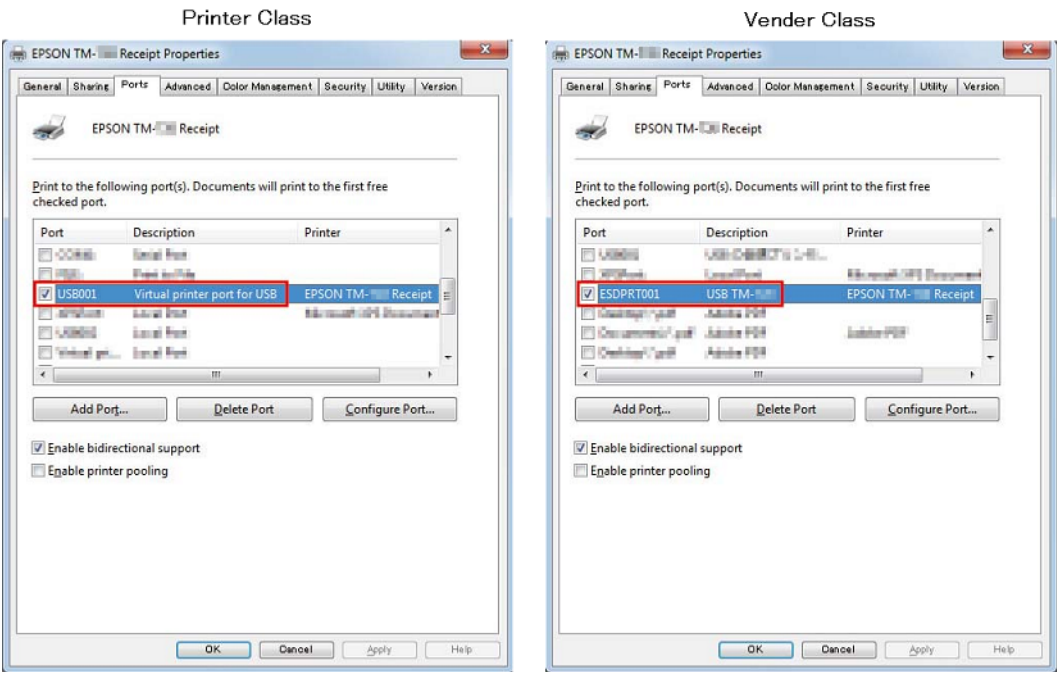 Printer Class
EPSON TM- Receipt Properties
General Sharing Ports Advanced Color Management Security Utility Version
EPSON TM- Receipt
Print to the following port(s). Documents will print to the first free
checked port.
Port Description Printer
USB001 Virtual printer port for USB EPSON TM- Receipt
Add Port... Delete Port Configure Port...
Enable bidirectional support
Enable printer pooling
OK Cancel Apply Help
Vender Class
EPSON TM- Receipt Properties
General Sharing Ports Advanced Color Management Security Utility Version
EPSON TM- Receipt
Print to the following port(s). Documents will print to the first free
checked port.
Port Description Printer
ESDPRT001 USB TM- EPSON TM- Receipt
Add Port... Delete Port Configure Port...
Enable bidirectional support
Enable printer pooling
OK Cancel Apply Help